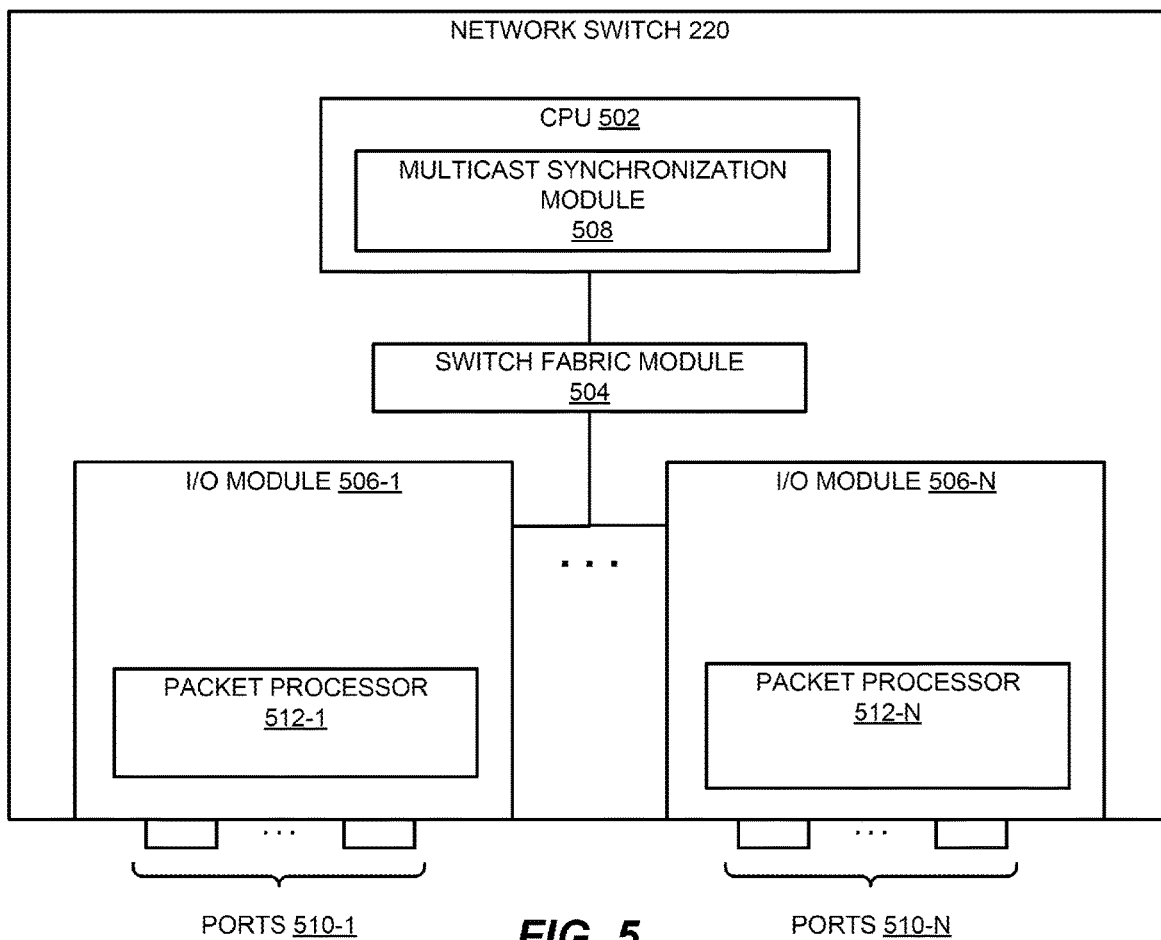 NETWORK SWITCH 220
CPU 502
MULTICAST SYNCHRONIZATION
MODULE
508
SWITCH FABRIC MODULE
504
I/O MODULE 506-1
I/O MODULE 506-N
. . .
PACKET PROCESSOR
512-1
PACKET PROCESSOR
512-N
...
...
PORTS 510-1
FIG. 5
PORTS 510-N